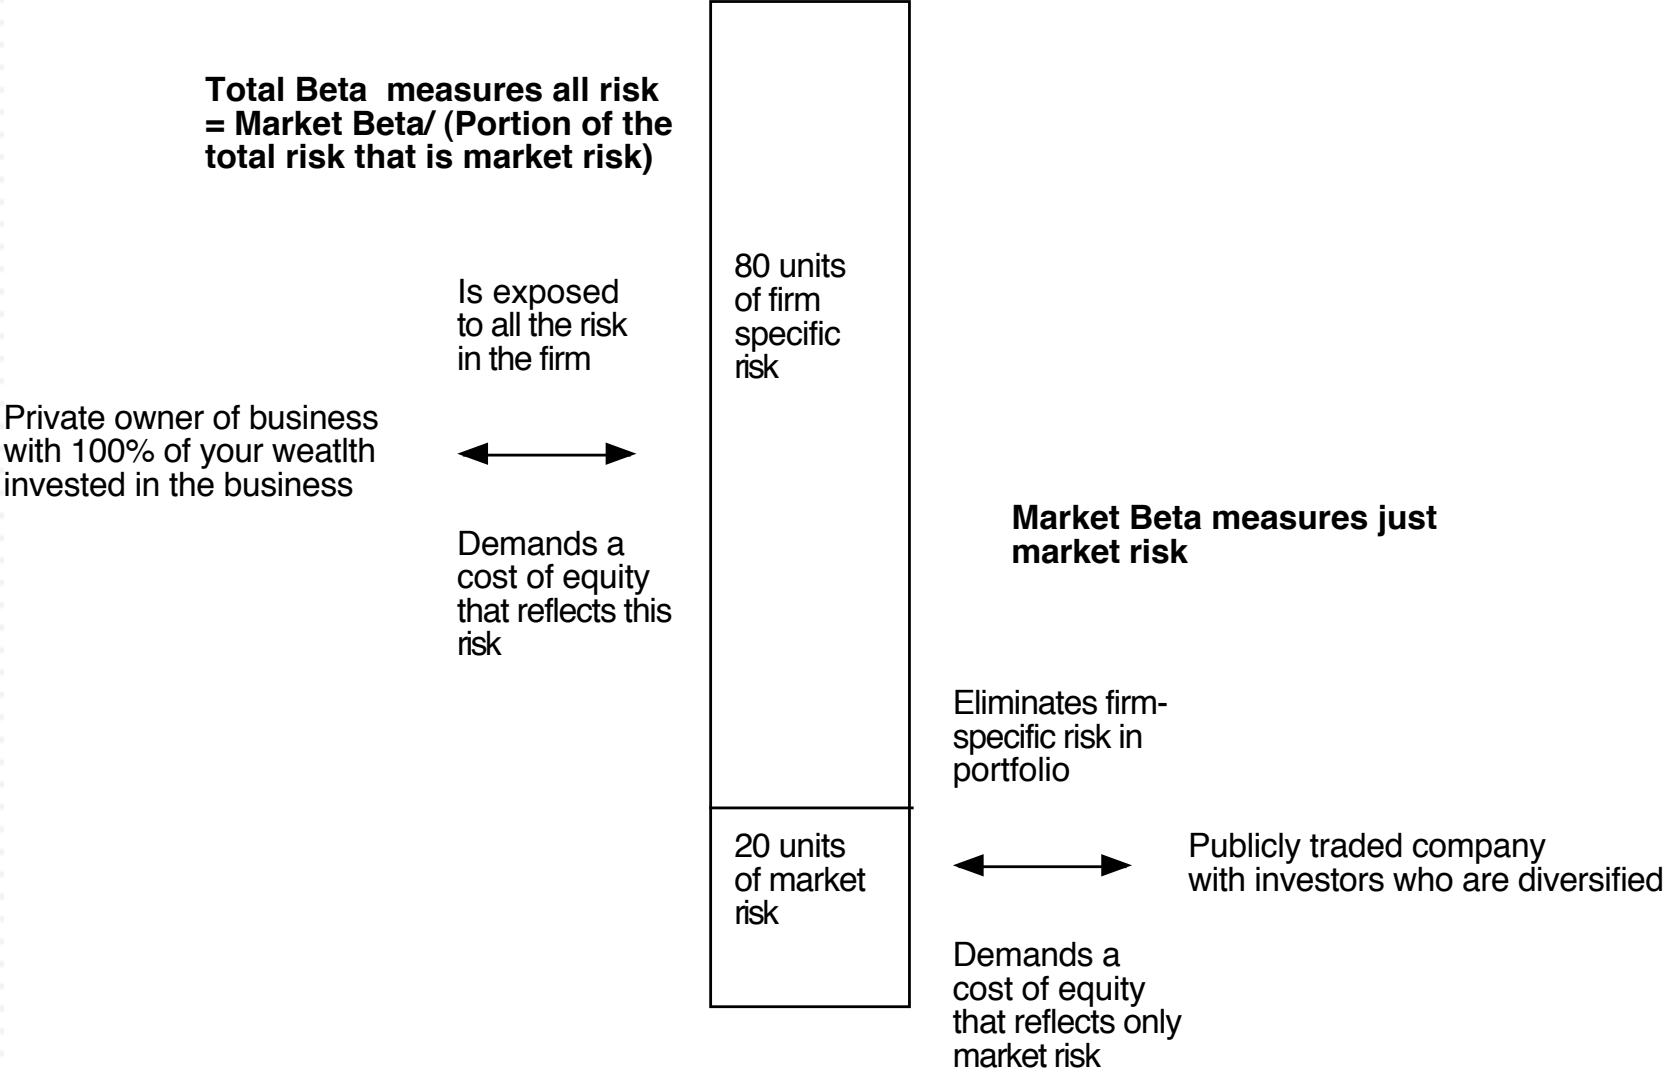 Total Beta  measures all risk
= Market Beta/ (Portion of the
total risk that is market risk)
80 units
of firm
specific
risk
Is exposed
to all the risk
in the firm
Private owner of business
with 100% of your weatlth
invested in the business
Demands a
cost of equity
that reflects this
risk
Market Beta measures just
market risk
Eliminates firm-
specific risk in
portfolio
20 units
of market
risk
Publicly traded company
with investors who are diversified
Demands a
cost of equity
that reflects only
market risk